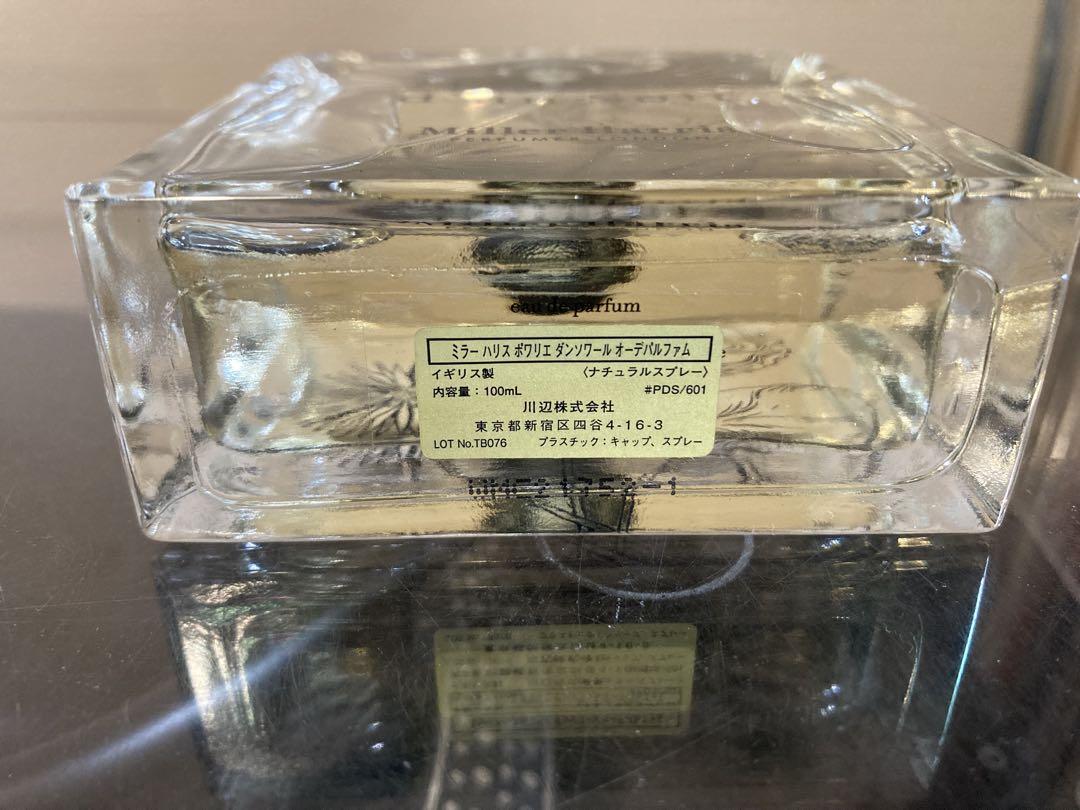 Miller Harris
eau de parfum
ミラー ハリス ポワリエ ダンソワール オーデパルファム
イギリス製 〈ナチュラルスプレー〉
内容量：100mL #PDS/601
川辺株式会社
東京都新宿区四谷4-16-3
LOT No.TB076 プラスチック：キャップ、スプレー